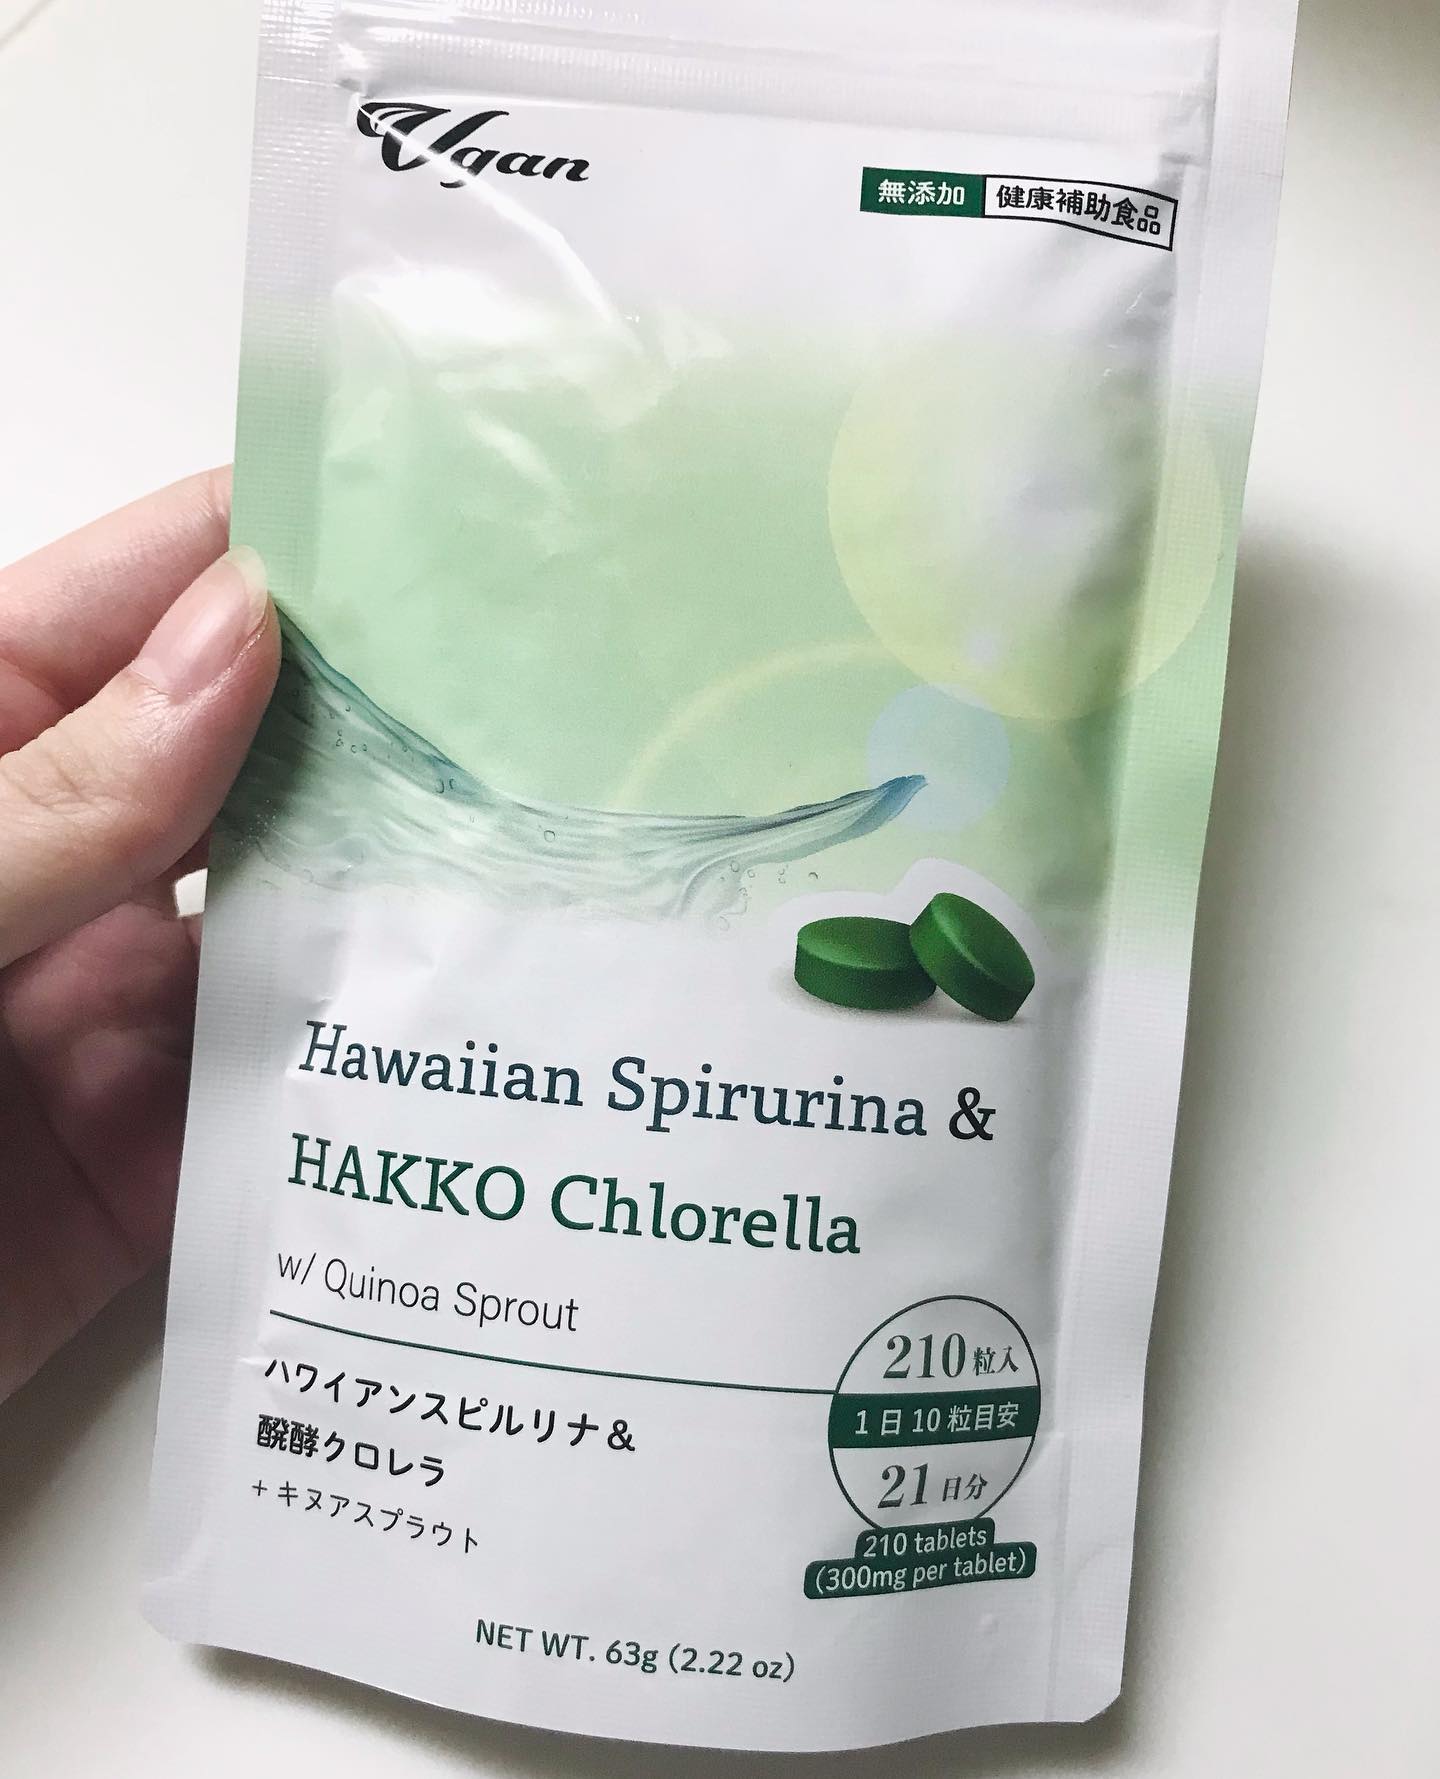 Vgan
無添加 健康補助食品
Hawaiian Spirurina &
HAKKO Chlorella
w/ Quinoa Sprout
ハワイアンスピルリナ&
醗酵クロレラ
+ キヌアスプラウト
210粒入
1日10粒目安
21日分
210 tablets
(300mg per tablet)
NET WT. 63g (2.22 oz)